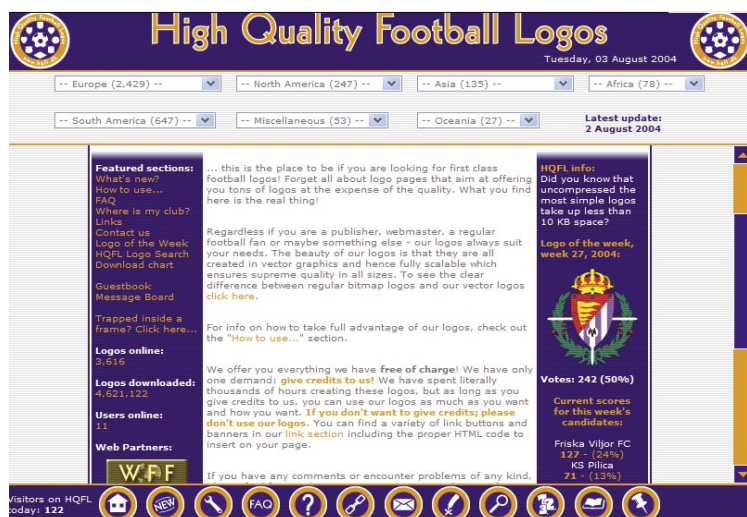 High Quality Football Logos
Tuesday, 03 August 2004
-- Europe (2,429) --
-- North America (247) --
-- Asia (135) --
-- Africa (78) --
-- South America (647) --
-- Miscellaneous (53) --
-- Oceania (27) --
Latest update:
2 August 2004
Featured sections:
What's new?
How to use...
FAQ
Where is my club?
Links
Contact us
Logo of the Week
HQFL Logo Search
Download chart
Guestbook
Message Board
Trapped inside a
frame? Click here...
Logos online:
3,616
Logos downloaded:
4,621,122
Users online:
11
Web Partners:
W.F.F
... this is the place to be if you are looking for first class
football logos! Forget all about logo pages that aim at offering
you tons of logos at the expense of the quality. What you find
here is the real thing!
Regardless if you are a publisher, webmaster, a regular
football fan or maybe something else - our logos always suit
your needs. The beauty of our logos is that they are all
created in vector graphics and hence fully scalable which
ensures supreme quality in all sizes. To see the clear
difference between regular bitmap logos and our vector logos
click here.
For info on how to take full advantage of our logos, check out
the "How to use..." section.
We offer you everything we have free of charge! We have only
one demand: give credits to us! We have spent literally
thousands of hours creating these logos, but as long as you
give credits to us, you can use our logos as much as you want
and how you want. If you don't want to give credits; please
don't use our logos. You can find a variety of link buttons and
banners in our link section including the proper HTML code to
insert on your page.
If you have any comments or encounter problems of any kind,
HQFL info:
Did you know that
uncompressed the
most simple logos
take up less than
10 KB space?
Logo of the week,
week 27, 2004:
Votes: 242 (50%)
Current scores
for this week's
candidates:
Friska Viljor FC
127 - (24%)
KS Pilica
71 - (13%)
Visitors on HQFL
today: 122
NEW
FAQ
?